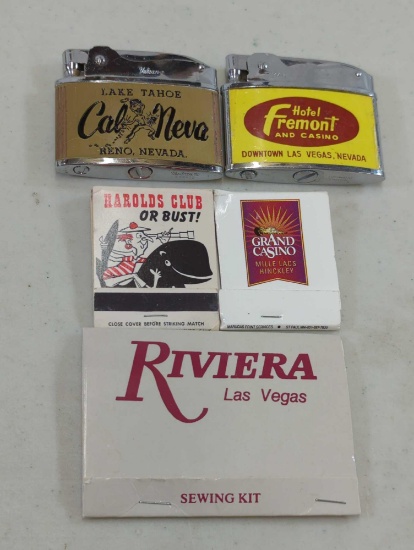 LAKE TAHOE
Cal Neva
RENO, NEVADA.
Hotel
Fremont
AND CASINO
DOWNTOWN LAS VEGAS, NEVADA
HAROLDS CLUB
OR BUST!
CLOSE COVER BEFORE STRIKING MATCH
GRAND
CASINO
MILLE LACS
HINCKLEY
RIVIERA
Las Vegas
SEWING KIT